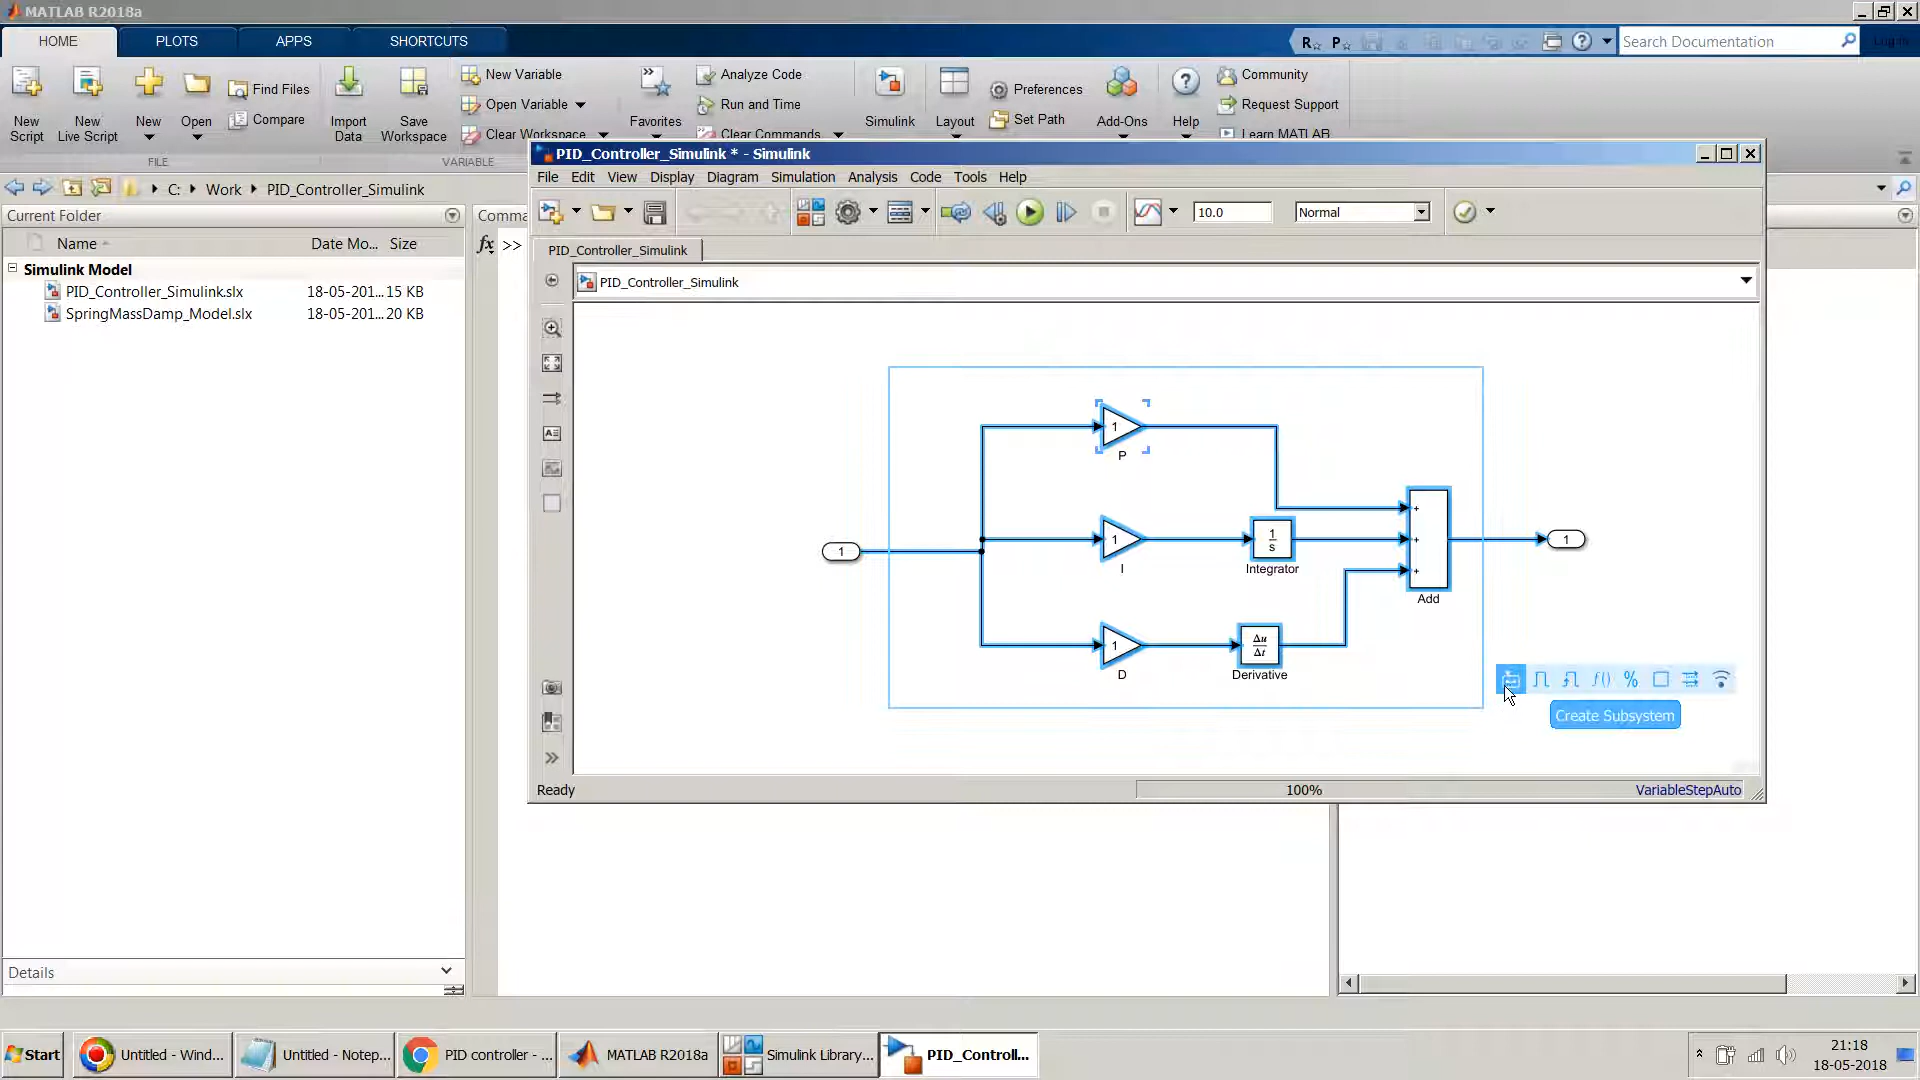 MATLAB R2018a
HOME
PLOTS
APPS
SHORTCUTS
Search Documentation
New Script
New Live Script
New
Open
Find Files
Compare
Import Data
Save Workspace
New Variable
Open Variable
Clear Workspace
Favorites
Analyze Code
Run and Time
Clear Commands
Simulink
Layout
Preferences
Set Path
Add-Ons
Help
Community
Request Support
Learn MATLAB
FILE
VARIABLE
C: Work PID_Controller_Simulink
Current Folder
Name Date Mo... Size
Simulink Model
PID_Controller_Simulink.slx 18-05-201... 15 KB
SpringMassDamp_Model.slx 18-05-201... 20 KB
Details
Comma
fx >>
PID_Controller_Simulink * - Simulink
File Edit View Display Diagram Simulation Analysis Code Tools Help
10.0
Normal
PID_Controller_Simulink
PID_Controller_Simulink
1
P
1
1
I
1
s
Integrator
+
+
+
Add
1
1
D
Δu
Δt
Derivative
f()
%
Create Subsystem
Ready
100%
VariableStepAuto
Start
Untitled - Wind...
Untitled - Notep...
PID controller - ...
MATLAB R2018a
Simulink Library...
PID_Controll...
21:18
18-05-2018